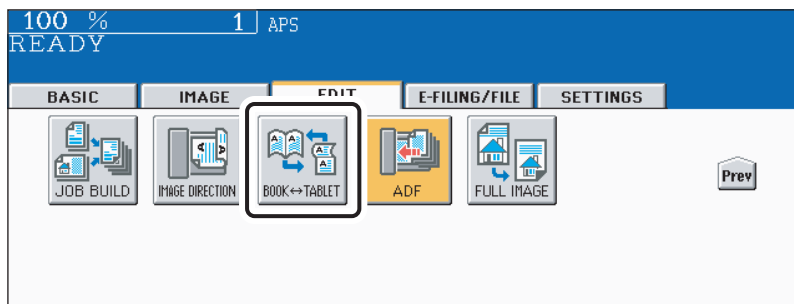 100 % 1 APS
READY
BASIC IMAGE EDIT E-FILING/FILE SETTINGS
JOB BUILD IMAGE DIRECTION BOOK↔TABLET ADF FULL IMAGE Prev